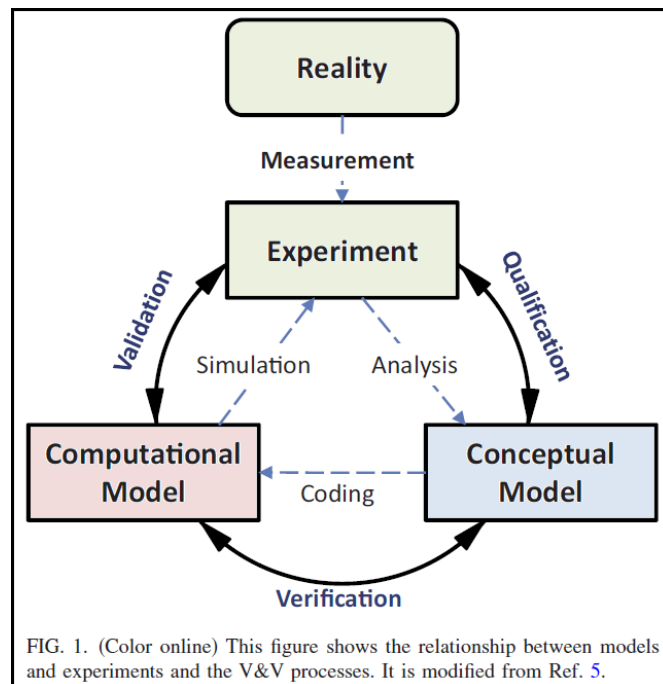 Reality
Measurement
Experiment
Validation
Qualification
Simulation
Analysis
Computational
Model
Conceptual
Model
Coding
Verification
FIG. 1. (Color online) This figure shows the relationship between models
and experiments and the V&V processes. It is modified from Ref. 5.